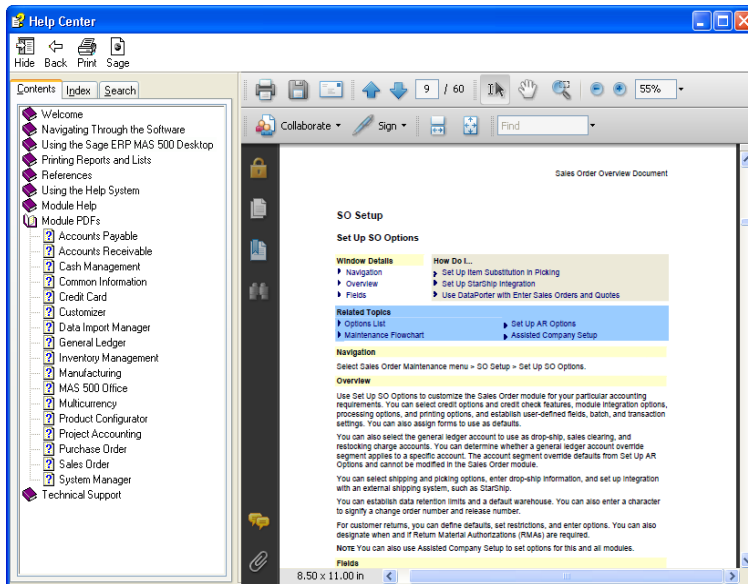 Help Center
Hide Back Print Sage
Contents Index Search
Welcome
Navigating Through the Software
Using the Sage ERP MAS 500 Desktop
Printing Reports and Lists
References
Using the Help System
Module Help
Module PDFs
Accounts Payable
Accounts Receivable
Cash Management
Common Information
Credit Card
Customizer
Data Import Manager
General Ledger
Inventory Management
Manufacturing
MAS 500 Office
Multicurrency
Product Configurator
Project Accounting
Purchase Order
Sales Order
System Manager
Technical Support
9 / 60 55%
Collaborate Sign Find
Sales Order Overview Document
SO Setup
Set Up SO Options
Window Details
Navigation
Overview
Fields
How Do I...
Set Up Item Substitution in Picking
Set Up StarShip Integration
Use DataPorter with Enter Sales Orders and Quotes
Related Topics
Options List
Maintenance Flowchart
Set Up AR Options
Assisted Company Setup
Navigation
Select Sales Order Maintenance menu > SO Setup > Set Up SO Options.
Overview
Use Set Up SO Options to customize the Sales Order module for your particular accounting
requirements. You can select credit options and credit check features, module integration options,
processing options, and printing options, and establish user-defined fields, batch, and transaction
settings. You can also assign forms to use as defaults.
You can also select the general ledger account to use as drop-ship, sales clearing, and
restocking charge accounts. You can determine whether a general ledger account override
segment applies to a specific account. The account segment override defaults from Set Up AR
Options and cannot be modified in the Sales Order module.
You can select shipping and picking options, enter drop-ship information, and set up integration
with an external shipping system, such as StarShip.
You can establish data retention limits and a default warehouse. You can also enter a character
to signify a change order number and release number.
For customer returns, you can define defaults, set restrictions, and enter options. You can also
designate when and if Return Material Authorizations (RMAs) are required.
NOTE You can also use Assisted Company Setup to set options for this and all modules.
Fields
8.50 x 11.00 in